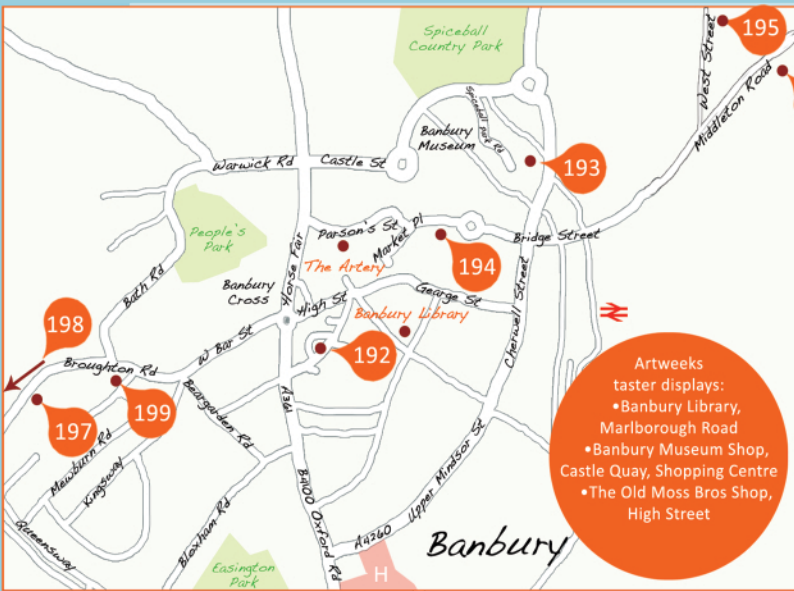 Spiceball
Country Park
195
West Street
Middleton Road
Spiceball Park Rd
Banbury
Museum
193
Warwick Rd
Castle St
People's
Park
Parson's St
Market Pl
Bridge Street
194
The Artery
Horse Fair
Banbury
Cross
High St
George St
Cherwell Street
Bath Rd
Banbury Library
198
W Bar St
192
Broughton Rd
199
197
Beargarden Rd
A361
Mewburn Rd
Kingsway
Queensway
Bloxham Rd
B4100 Oxford Rd
Upper Windsor St
A4260
Easington
Park
H
Banbury
Artweeks
taster displays:
•Banbury Library,
Marlborough Road
•Banbury Museum Shop,
Castle Quay, Shopping Centre
•The Old Moss Bros Shop,
High Street